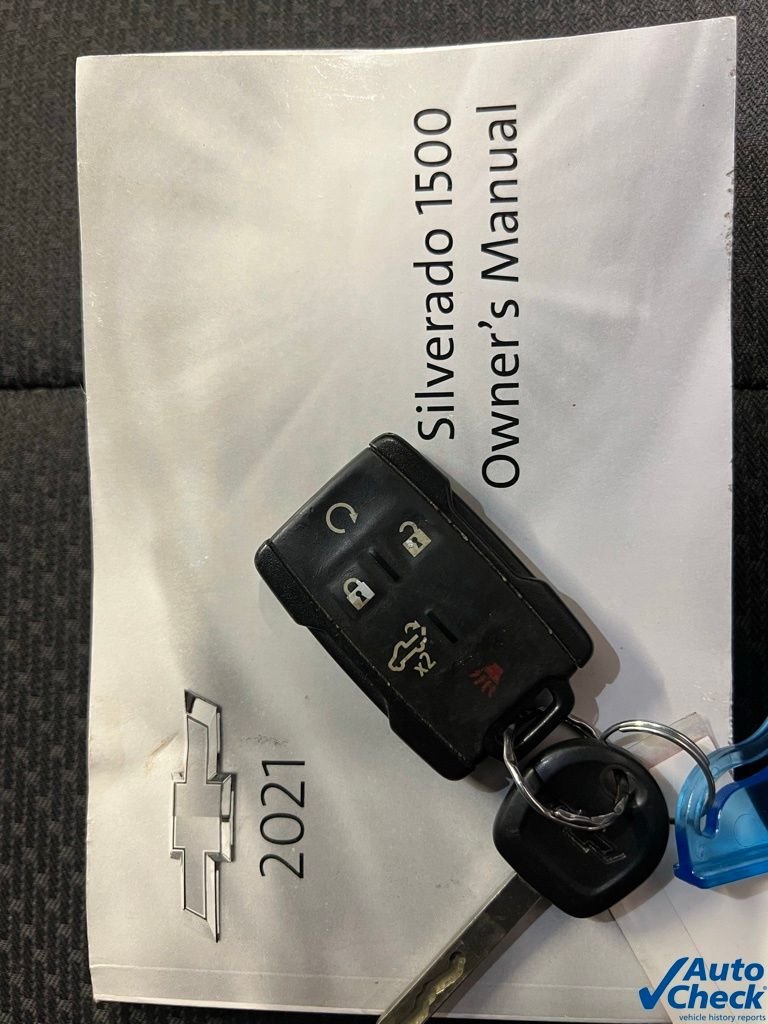 2021
Silverado 1500
Owner's Manual
x2
Auto
Check®
vehicle history reports